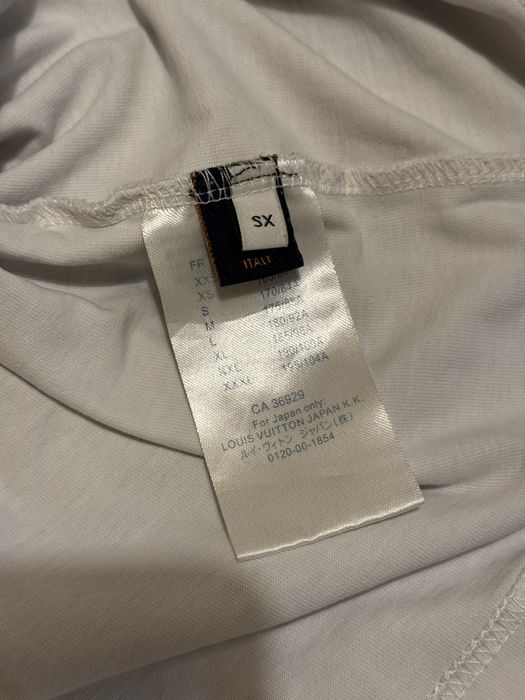 SX
ITALY
FR
XXS
XS 170/84A
S 175/88A
M 180/92A
L 185/96A
XL 190/100A
XXL 195/104A
XXXL
CA 36929
For Japan only:
LOUIS VUITTON JAPAN K.K.
ルイ・ヴィトン ジャパン(株)
0120-00-1854